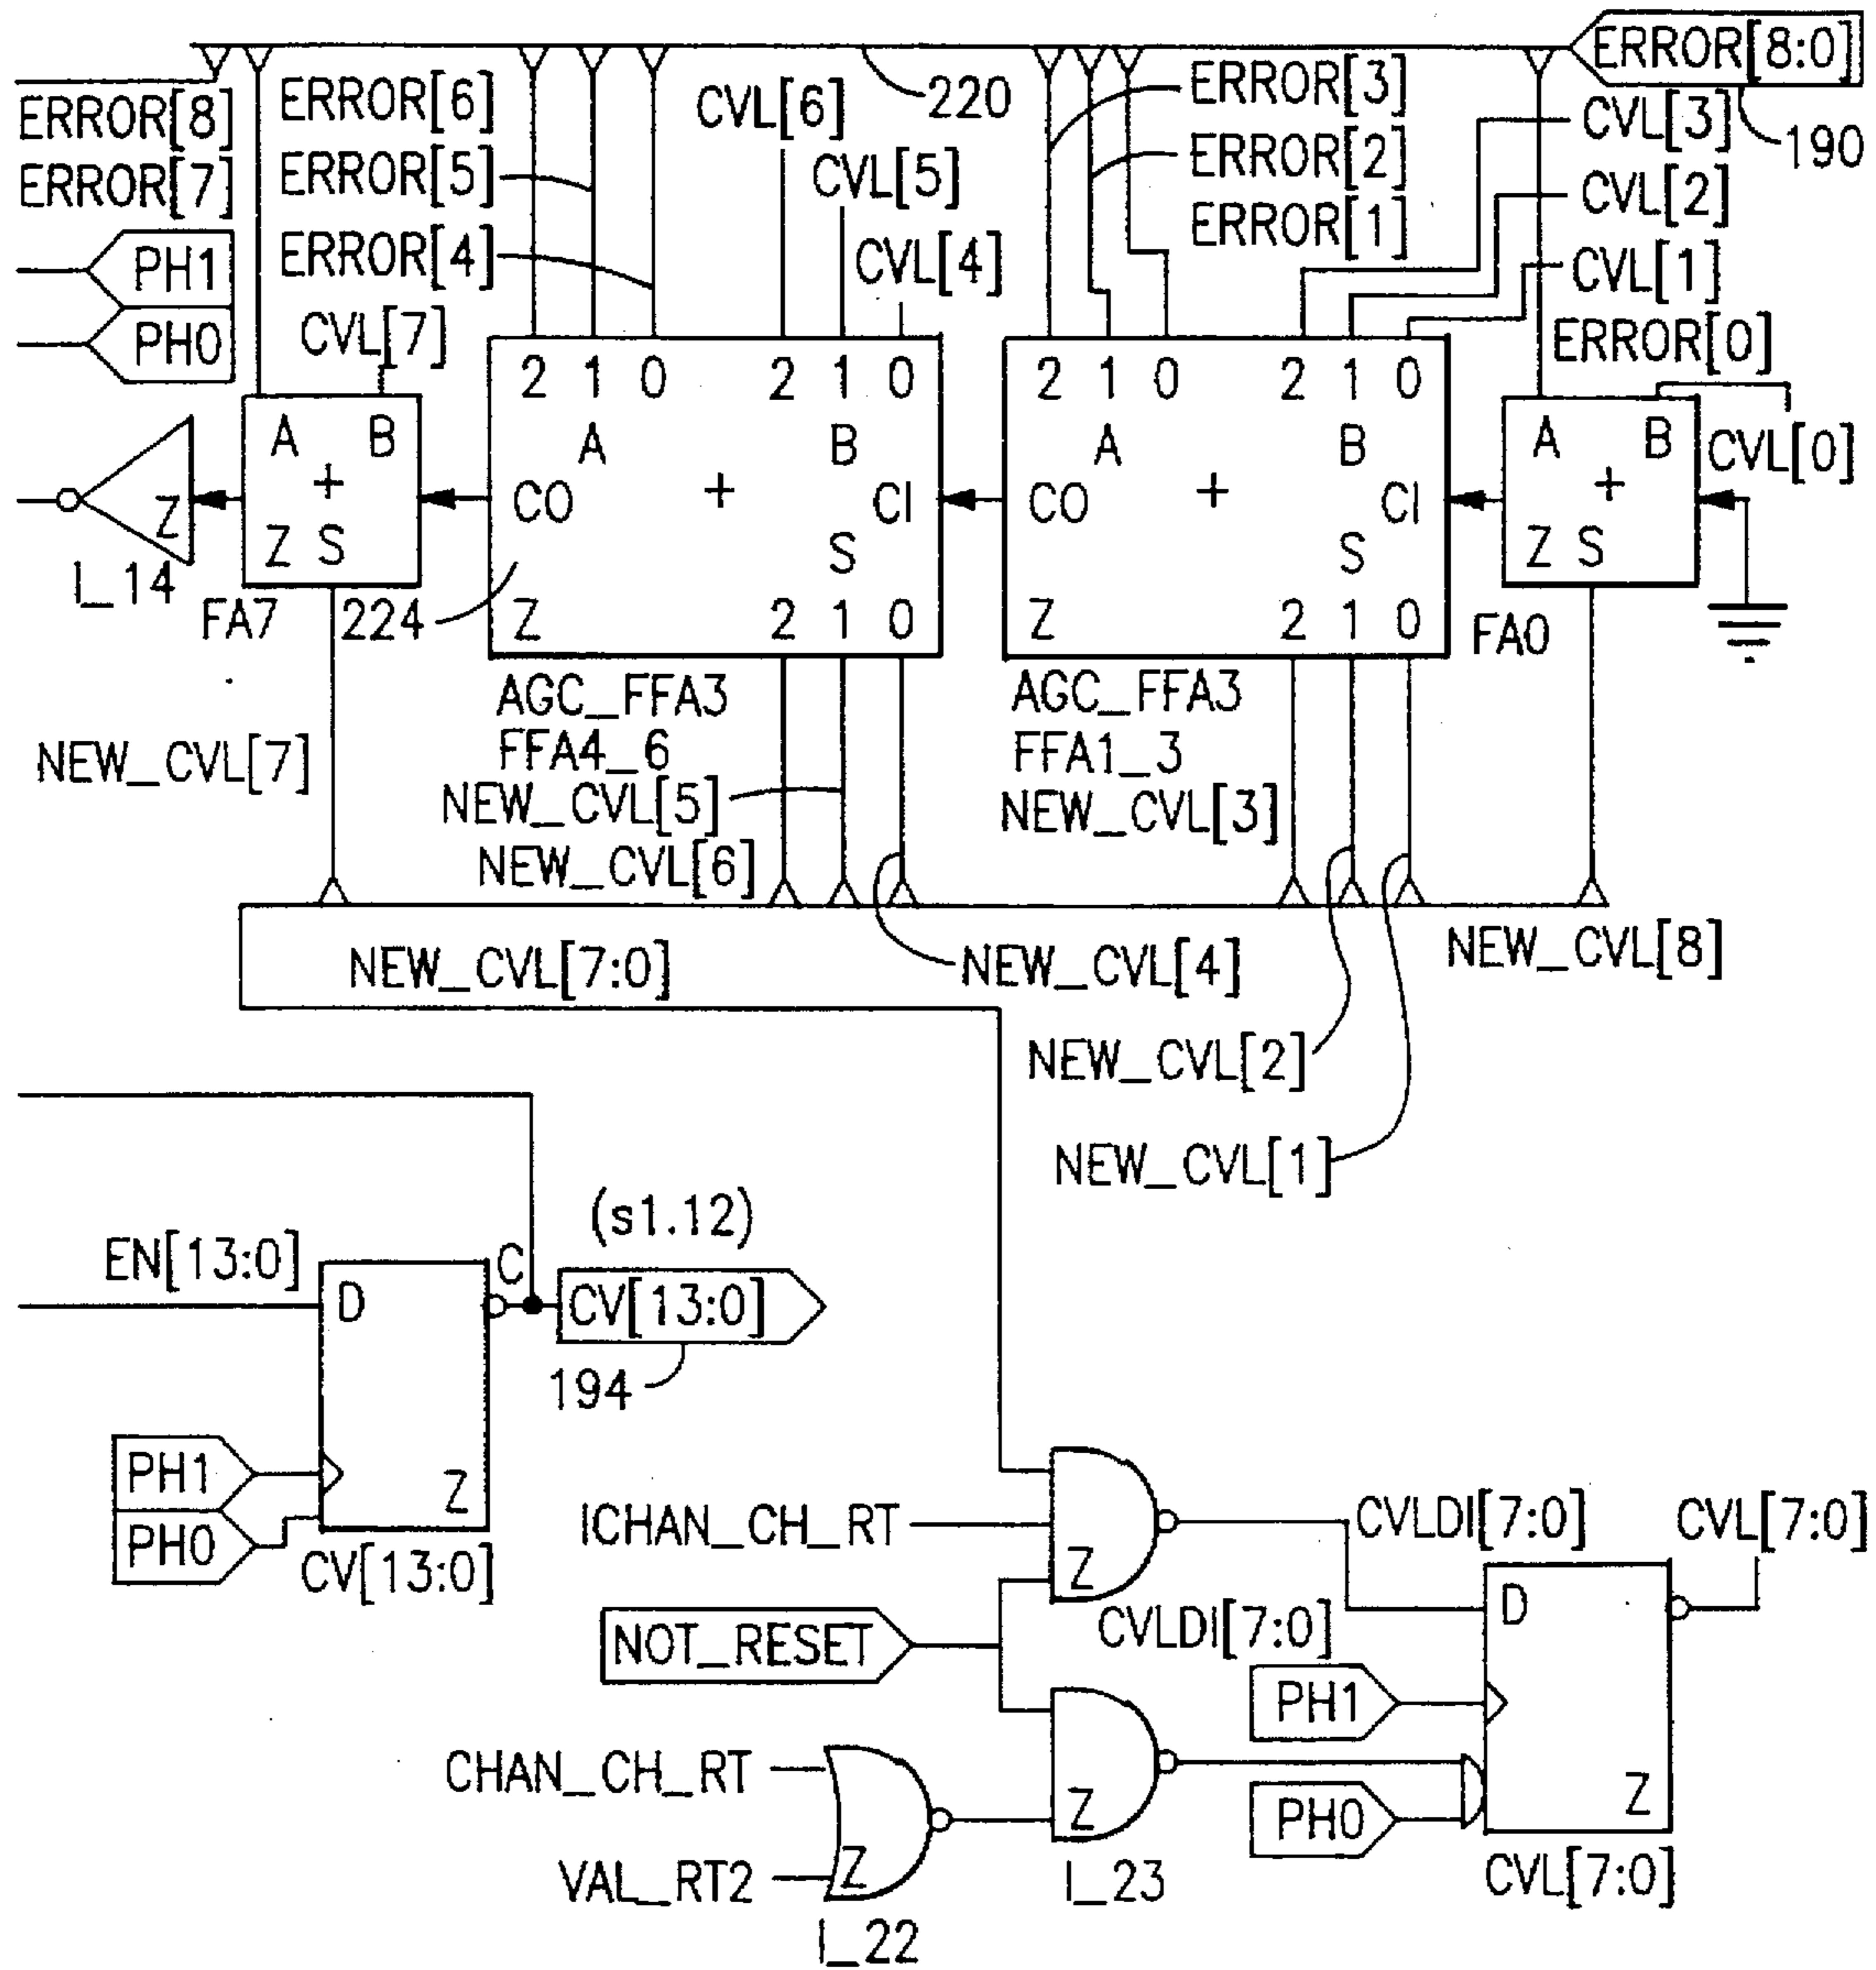 ERROR[8:0]
190
220
ERROR[8]
ERROR[7]
ERROR[6]
ERROR[5]
ERROR[4]
CVL[6]
CVL[5]
CVL[4]
ERROR[3]
ERROR[2]
ERROR[1]
CVL[3]
CVL[2]
CVL[1]
ERROR[0]
CVL[0]
PH1
PH0
CVL[7]
A B
+
Z S
FA7
Z
I_14
2 1 0 2 1 0
A B
CO + CI
S
Z 2 1 0
224
AGC_FFA3
FFA4_6
2 1 0 2 1 0
A B
CO + CI
S
Z 2 1 0
AGC_FFA3
FFA1_3
A B
+
Z S
FA0
NEW_CVL[7]
NEW_CVL[5]
NEW_CVL[6]
NEW_CVL[3]
NEW_CVL[7:0]
NEW_CVL[4]
NEW_CVL[8]
NEW_CVL[2]
NEW_CVL[1]
(s1.12)
EN[13:0]
D
C
CV[13:0]
194
PH1
PH0
Z
CV[13:0]
ICHAN_CH_RT
Z
NOT_RESET
CVLDI[7:0]
CVLDI[7:0]
CVL[7:0]
D
PH1
PH0
Z
CVL[7:0]
CHAN_CH_RT
VAL_RT2
Z
I_22
Z
I_23